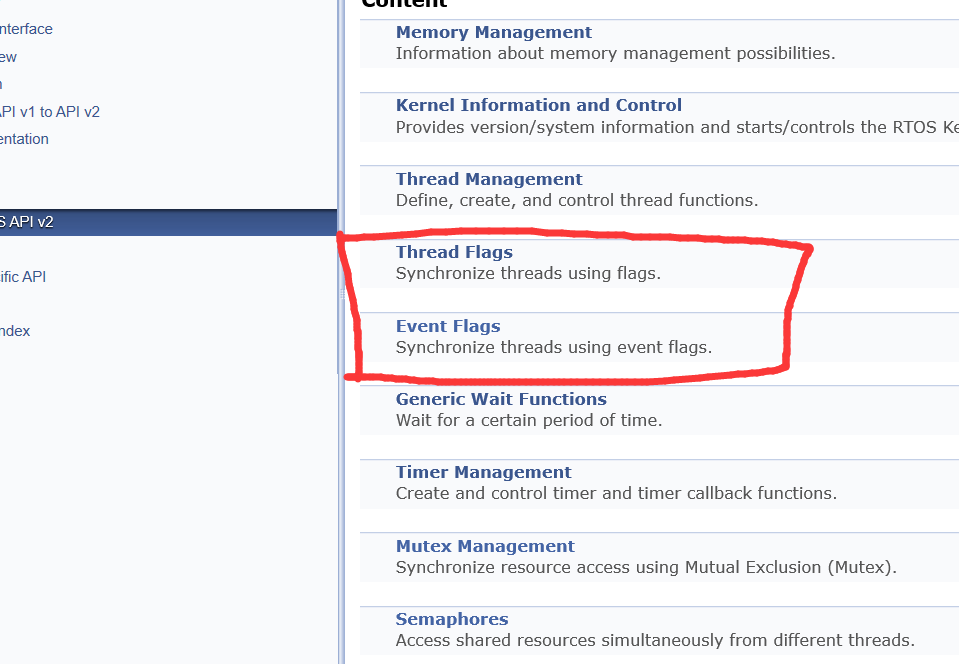 Content
nterface
ew
API v1 to API v2
entation
S API v2
ific API
ndex
Memory Management
Information about memory management possibilities.
Kernel Information and Control
Provides version/system information and starts/controls the RTOS Ke
Thread Management
Define, create, and control thread functions.
Thread Flags
Synchronize threads using flags.
Event Flags
Synchronize threads using event flags.
Generic Wait Functions
Wait for a certain period of time.
Timer Management
Create and control timer and timer callback functions.
Mutex Management
Synchronize resource access using Mutual Exclusion (Mutex).
Semaphores
Access shared resources simultaneously from different threads.